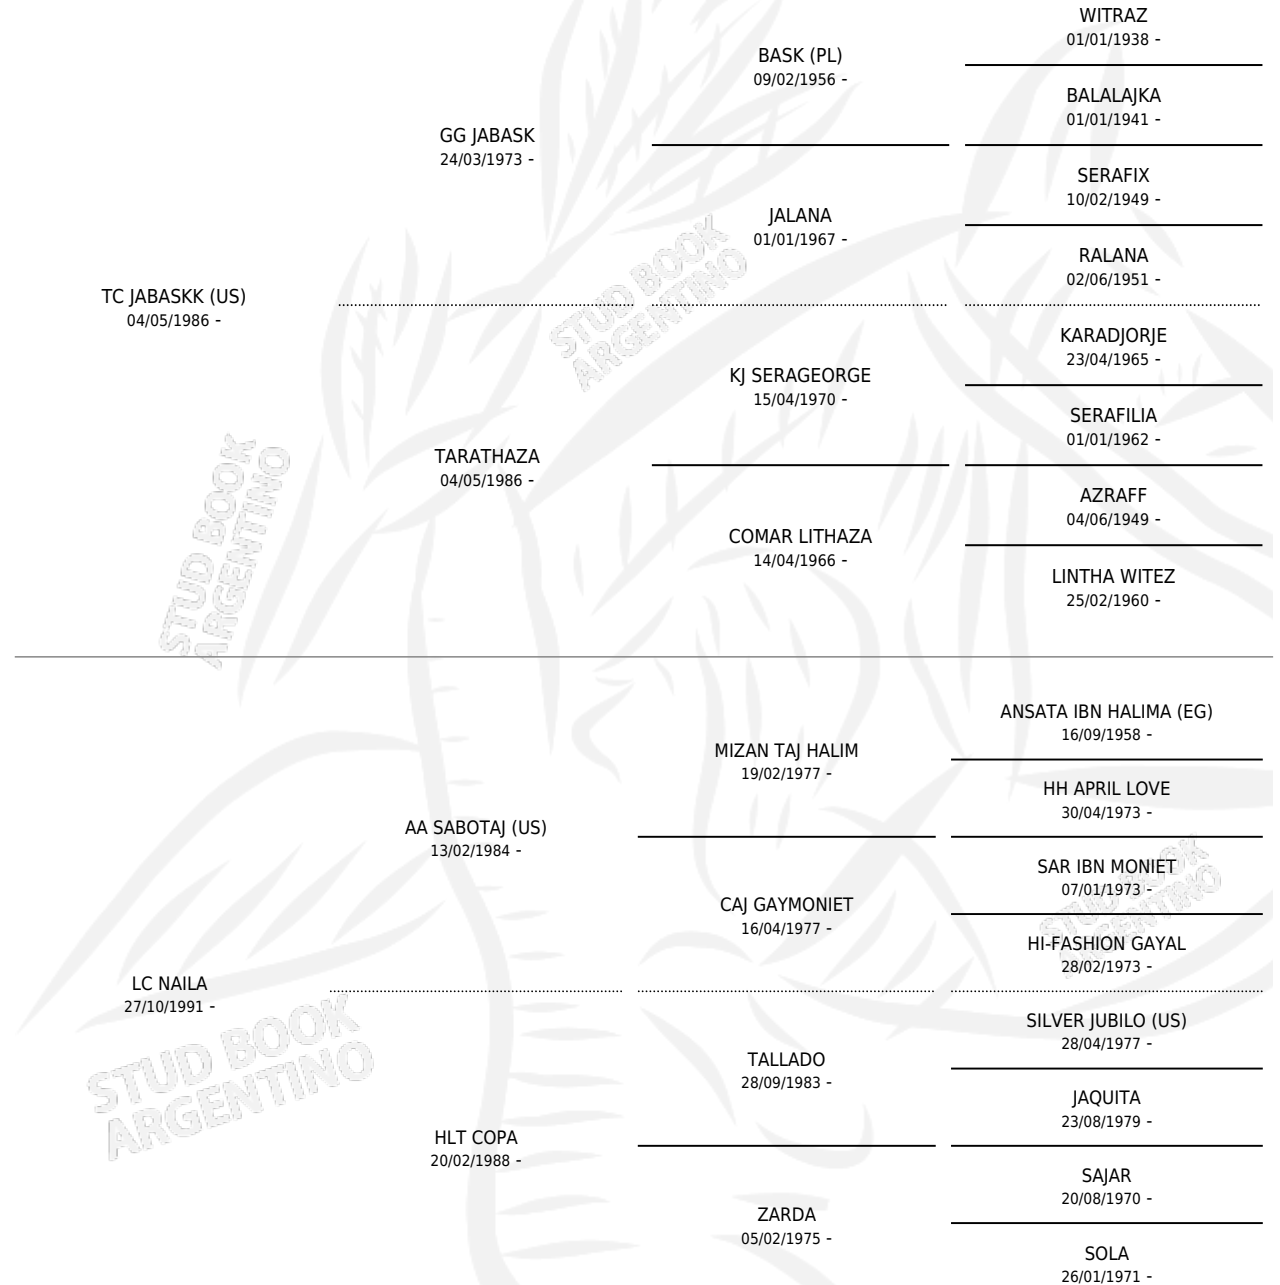 WITRAZ
01/01/1938 -
BASK (PL)
09/02/1956 -
BALALAJKA
01/01/1941 -
GG JABASK
24/03/1973 -
SERAFIX
10/02/1949 -
JALANA
01/01/1967 -
RALANA
02/06/1951 -
TC JABASKK (US)
04/05/1986 -
KARADJORJE
23/04/1965 -
KJ SERAGEORGE
15/04/1970 -
SERAFILIA
01/01/1962 -
TARATHAZA
04/05/1986 -
AZRAFF
04/06/1949 -
COMAR LITHAZA
14/04/1966 -
LINTHA WITEZ
25/02/1960 -
STUD BOOK
ARGENTINO
STUD BOOK
ARGENTINO
ANSATA IBN HALIMA (EG)
16/09/1958 -
MIZAN TAJ HALIM
19/02/1977 -
HH APRIL LOVE
30/04/1973 -
AA SABOTAJ (US)
13/02/1984 -
SAR IBN MONIET
07/01/1973 -
CAJ GAYMONIET
16/04/1977 -
HI-FASHION GAYAL
28/02/1973 -
STUD BOOK
ARGENTINO
LC NAILA
27/10/1991 -
SILVER JUBILO (US)
28/04/1977 -
TALLADO
28/09/1983 -
JAQUITA
23/08/1979 -
STUD BOOK
ARGENTINO
HLT COPA
20/02/1988 -
SAJAR
20/08/1970 -
ZARDA
05/02/1975 -
SOLA
26/01/1971 -